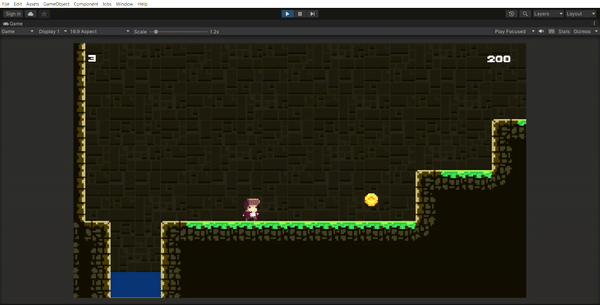 File Edit Assets GameObject Component Jobs Window Help
Sign in Layers Layout
Game
Game Display 1 16:9 Aspect Scale 1.2x Play Focused Stats Gizmos
3 200